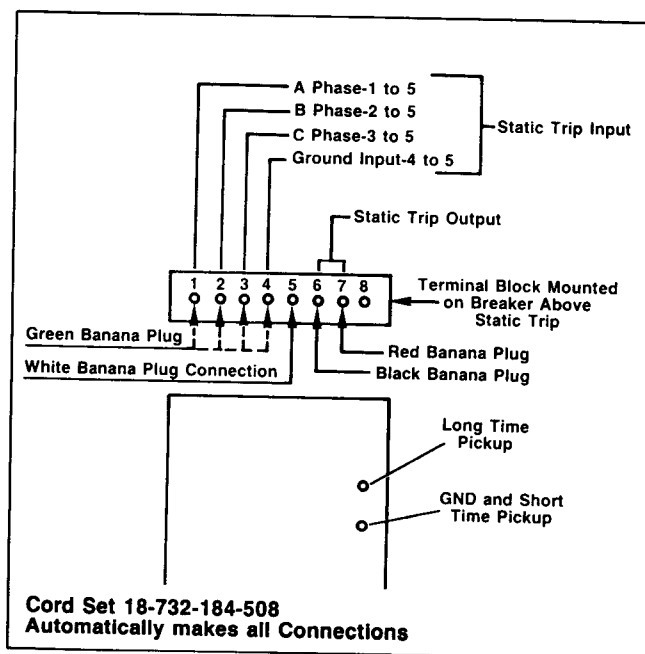 A Phase-1 to 5
B Phase-2 to 5
C Phase-3 to 5
Ground Input-4 to 5
Static Trip Input
Static Trip Output
1 2 3 4 5 6 7 8
Terminal Block Mounted
on Breaker Above
Static Trip
Green Banana Plug
Red Banana Plug
White Banana Plug Connection
Black Banana Plug
Long Time
Pickup
GND and Short
Time Pickup
Cord Set 18-732-184-508
Automatically makes all Connections